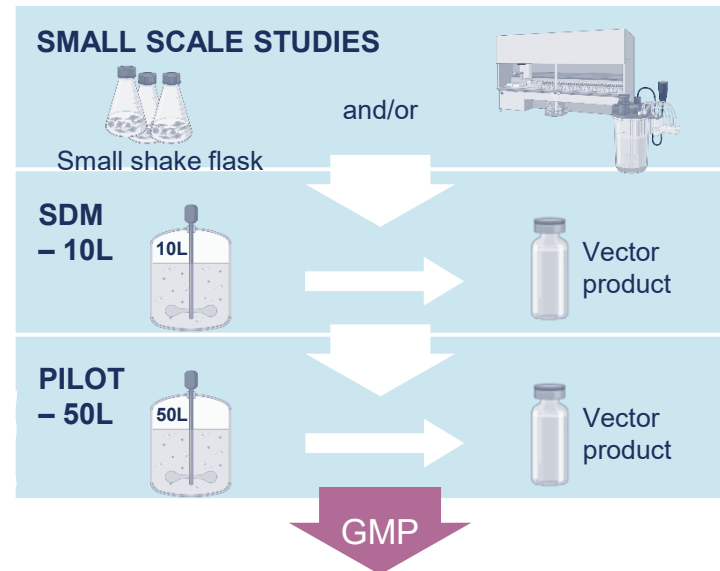 SMALL SCALE STUDIES
and/or
Small shake flask
SDM
– 10L
10L
Vector
product
PILOT
– 50L
50L
Vector
product
GMP